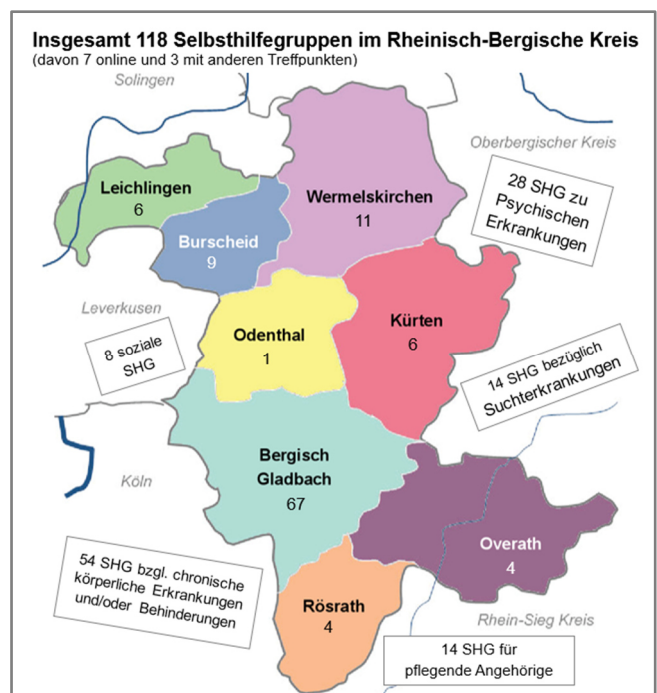 Insgesamt 118 Selbsthilfegruppen im Rheinisch-Bergische Kreis
(davon 7 online und 3 mit anderen Treffpunkten)
Solingen
Oberbergischer Kreis
Leichlingen
6
Wermelskirchen
11
28 SHG zu
Psychischen
Erkrankungen
Burscheid
9
Leverkusen
Odenthal
1
Kürten
6
8 soziale
SHG
14 SHG bezüglich
Suchterkrankungen
Bergisch
Gladbach
67
Köln
Overath
4
54 SHG bzgl. chronische
körperliche Erkrankungen
und/oder Behinderungen
Rösrath
4
Rhein-Sieg Kreis
14 SHG für
pflegende Angehörige